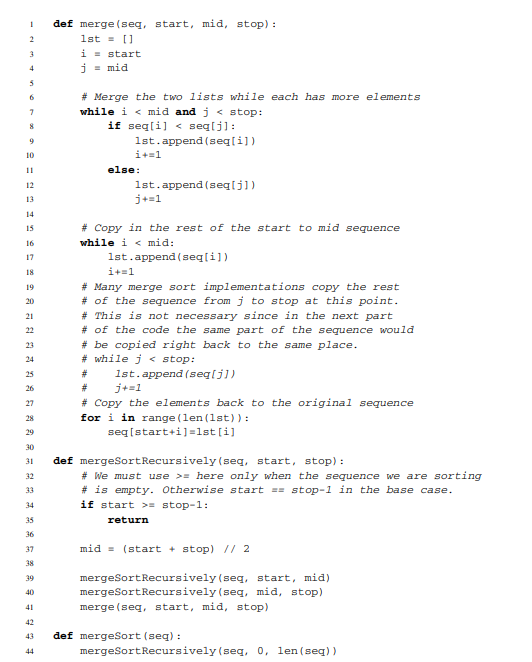 1 def merge(seq, start, mid, stop):
2     lst = []
3     i = start
4     j = mid
5
6     # Merge the two lists while each has more elements
7     while i < mid and j < stop:
8         if seq[i] < seq[j]:
9             lst.append(seq[i])
10             i+=1
11         else:
12             lst.append(seq[j])
13             j+=1
14
15     # Copy in the rest of the start to mid sequence
16     while i < mid:
17         lst.append(seq[i])
18         i+=1
19     # Many merge sort implementations copy the rest
20     # of the sequence from j to stop at this point.
21     # This is not necessary since in the next part
22     # of the code the same part of the sequence would
23     # be copied right back to the same place.
24     # while j < stop:
25     #    lst.append(seq[j])
26     #    j+=1
27     # Copy the elements back to the original sequence
28     for i in range(len(lst)):
29         seq[start+i]=lst[i]
30
31 def mergeSortRecursively(seq, start, stop):
32     # We must use >= here only when the sequence we are sorting
33     # is empty. Otherwise start == stop-1 in the base case.
34     if start >= stop-1:
35         return
36
37     mid = (start + stop) // 2
38
39     mergeSortRecursively(seq, start, mid)
40     mergeSortRecursively(seq, mid, stop)
41     merge(seq, start, mid, stop)
42
43 def mergeSort(seq):
44     mergeSortRecursively(seq, 0, len(seq))